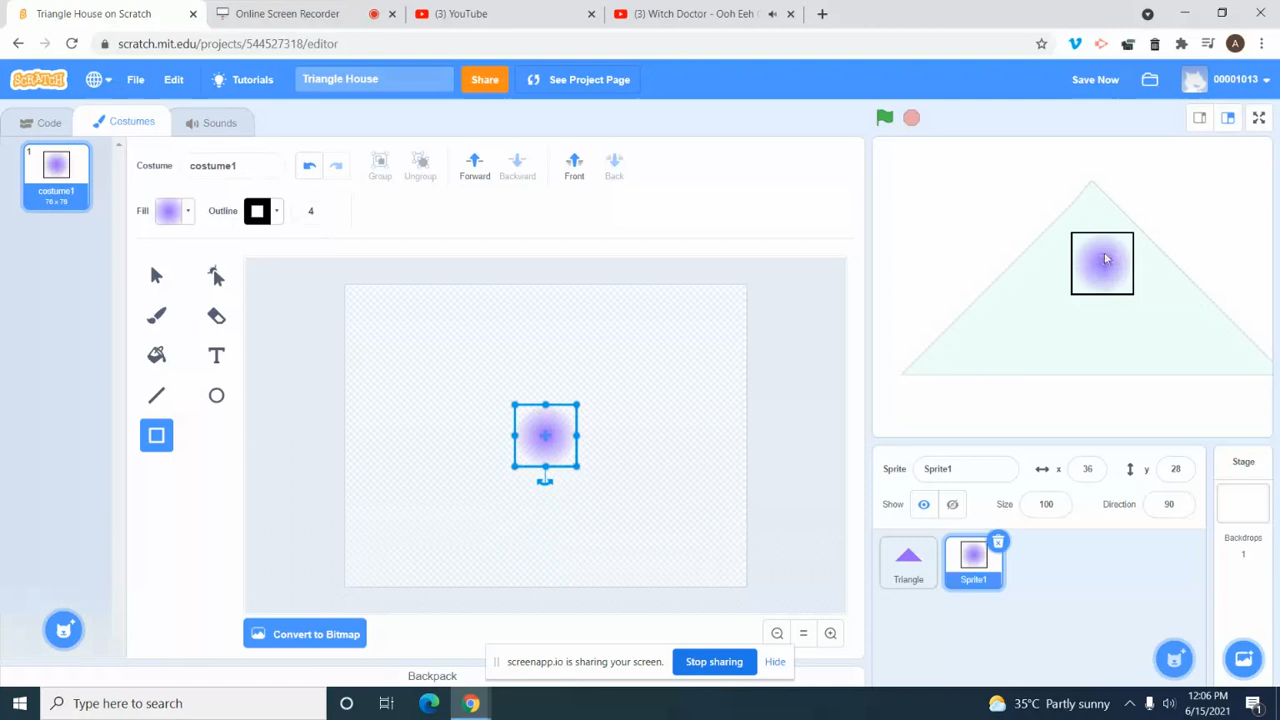 Triangle House on Scratch
Online Screen Recorder
(3) YouTube
(3) Witch Doctor - Ooh Eeh
scratch.mit.edu/projects/544527318/editor
A
SCRATCH
File
Edit
Tutorials
Triangle House
Share
See Project Page
Save Now
00001013
Code
Costumes
Sounds
1
costume1
76 x 76
Costume
costume1
Group
Ungroup
Forward
Backward
Front
Back
Fill
Outline
4
T
Convert to Bitmap
Sprite
Sprite1
x
36
y
28
Show
Size
100
Direction
90
Triangle
Sprite1
Stage
Backdrops
1
screenapp.io is sharing your screen.
Stop sharing
Hide
Backpack
Type here to search
35°C Partly sunny
12:06 PM
6/15/2021
1